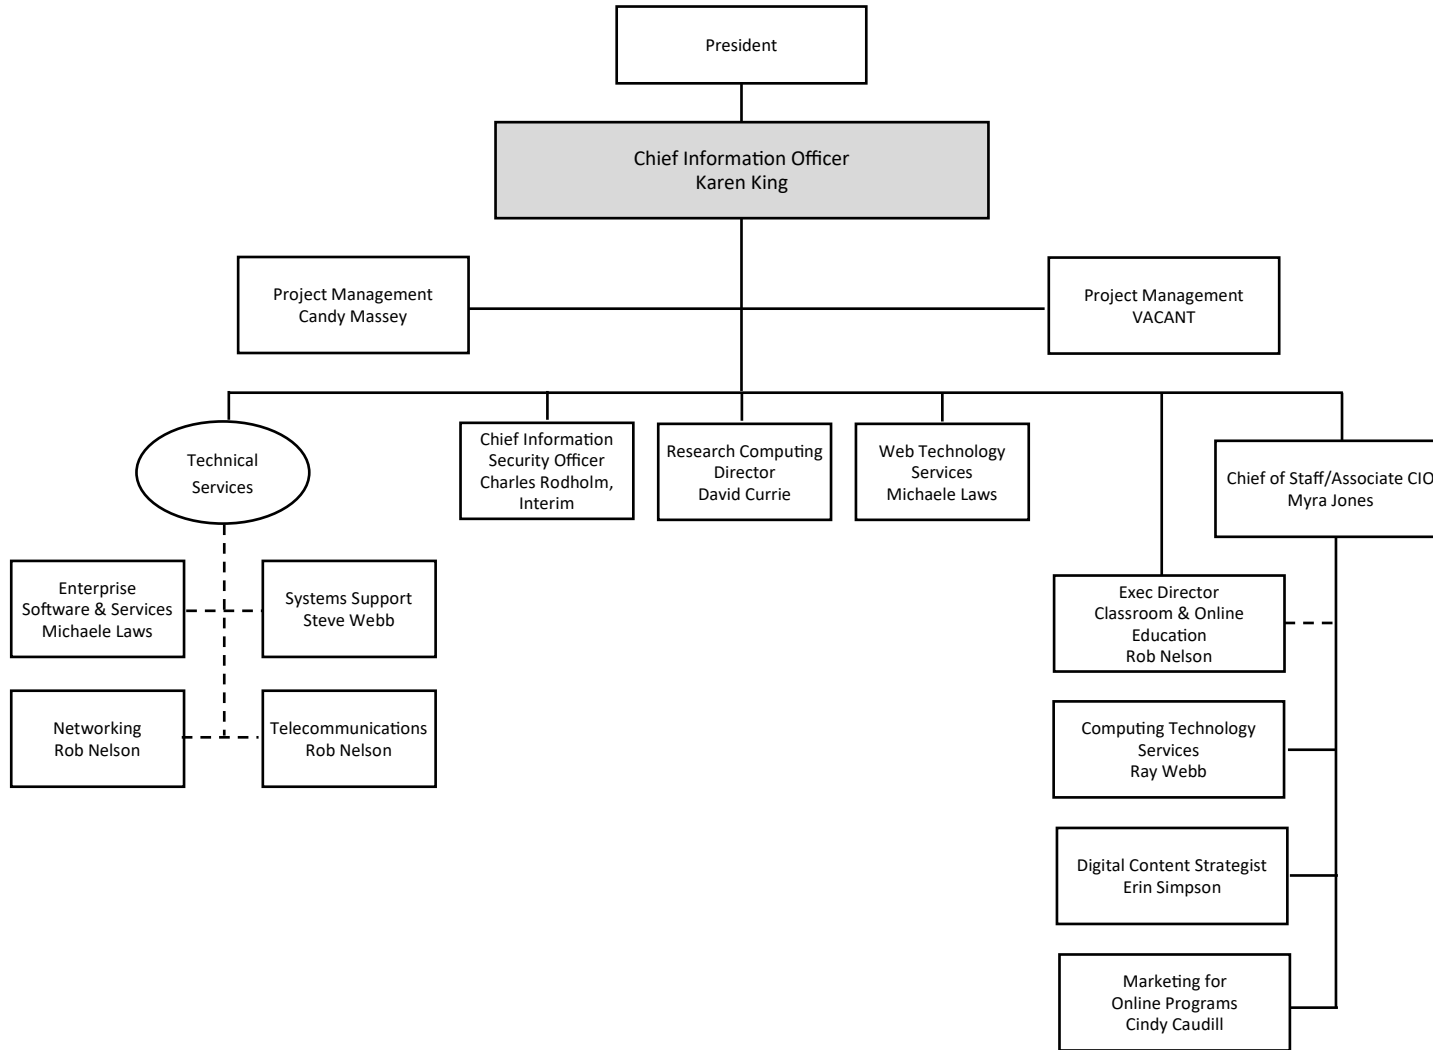 President
Chief Information Officer
Karen King
Project Management
Candy Massey
Project Management
VACANT
Technical
Services
Chief Information
Security Officer
Charles Rodholm,
Interim
Research Computing
Director
David Currie
Web Technology
Services
Michaele Laws
Chief of Staff/Associate CIO
Myra Jones
Enterprise
Software & Services
Michaele Laws
Systems Support
Steve Webb
Exec Director
Classroom & Online
Education
Rob Nelson
Networking
Rob Nelson
Telecommunications
Rob Nelson
Computing Technology
Services
Ray Webb
Digital Content Strategist
Erin Simpson
Marketing for
Online Programs
Cindy Caudill